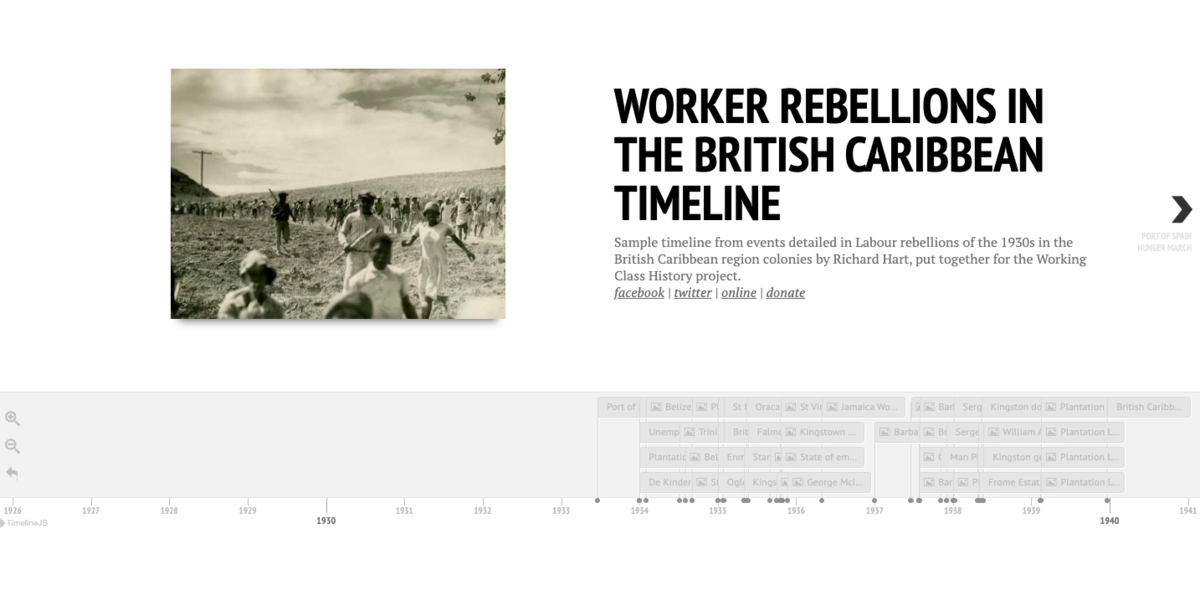 WORKER REBELLIONS IN
THE BRITISH CARIBBEAN
TIMELINE
Sample timeline from events detailed in Labour rebellions of the 1930s in the
British Caribbean region colonies by Richard Hart, put together for the Working
Class History project.
facebook | twitter | online | donate
PORT OF SPAIN
HUNGER MARCH
Port of Belize Pl St Oraca St Vi Jamaica Wo... Bar Serg Kingston do Plantation British Caribb...
Unemp Trini Brit Falmo Kingstown ... Barba Br Serge William A Plantation L...
Plantatic Bel Enm Star State of em... Man P Kingston ge Plantation L...
De Kinder St Ogle Kings George McI... Bar Pl Frome Estat Plantation L...
1926 1927 1928 1929 1930 1931 1932 1933 1934 1935 1936 1937 1938 1939 1940 1941
TimelineJS